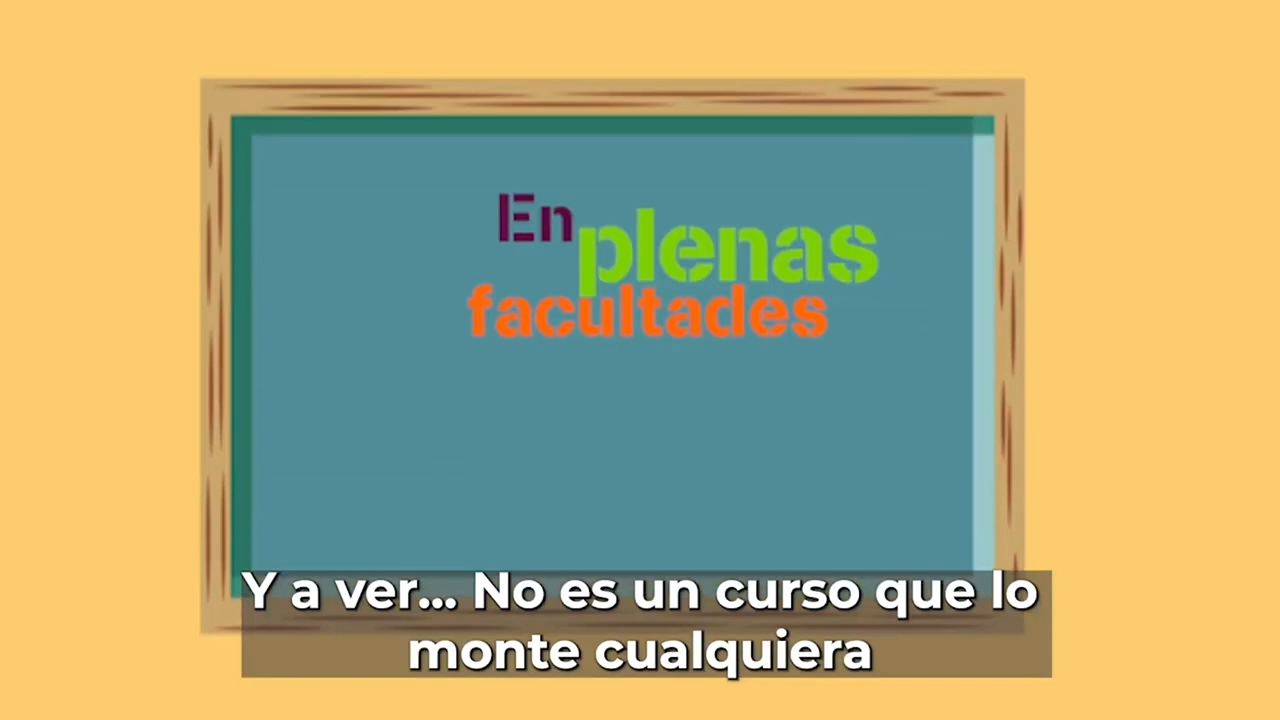 En
plenas
facultades
Y a ver... No es un curso que lo
monte cualquiera